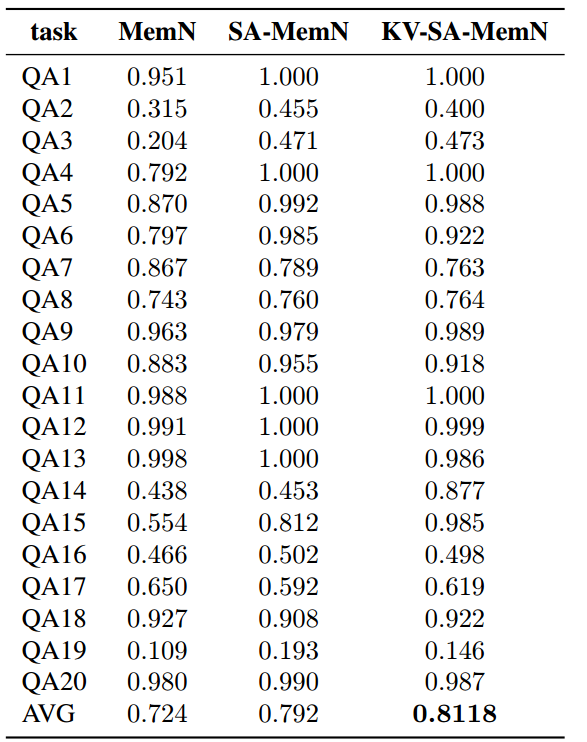 task MemN SA-MemN KV-SA-MemN
QA1 0.951 1.000 1.000
QA2 0.315 0.455 0.400
QA3 0.204 0.471 0.473
QA4 0.792 1.000 1.000
QA5 0.870 0.992 0.988
QA6 0.797 0.985 0.922
QA7 0.867 0.789 0.763
QA8 0.743 0.760 0.764
QA9 0.963 0.979 0.989
QA10 0.883 0.955 0.918
QA11 0.988 1.000 1.000
QA12 0.991 1.000 0.999
QA13 0.998 1.000 0.986
QA14 0.438 0.453 0.877
QA15 0.554 0.812 0.985
QA16 0.466 0.502 0.498
QA17 0.650 0.592 0.619
QA18 0.927 0.908 0.922
QA19 0.109 0.193 0.146
QA20 0.980 0.990 0.987
AVG 0.724 0.792 0.8118